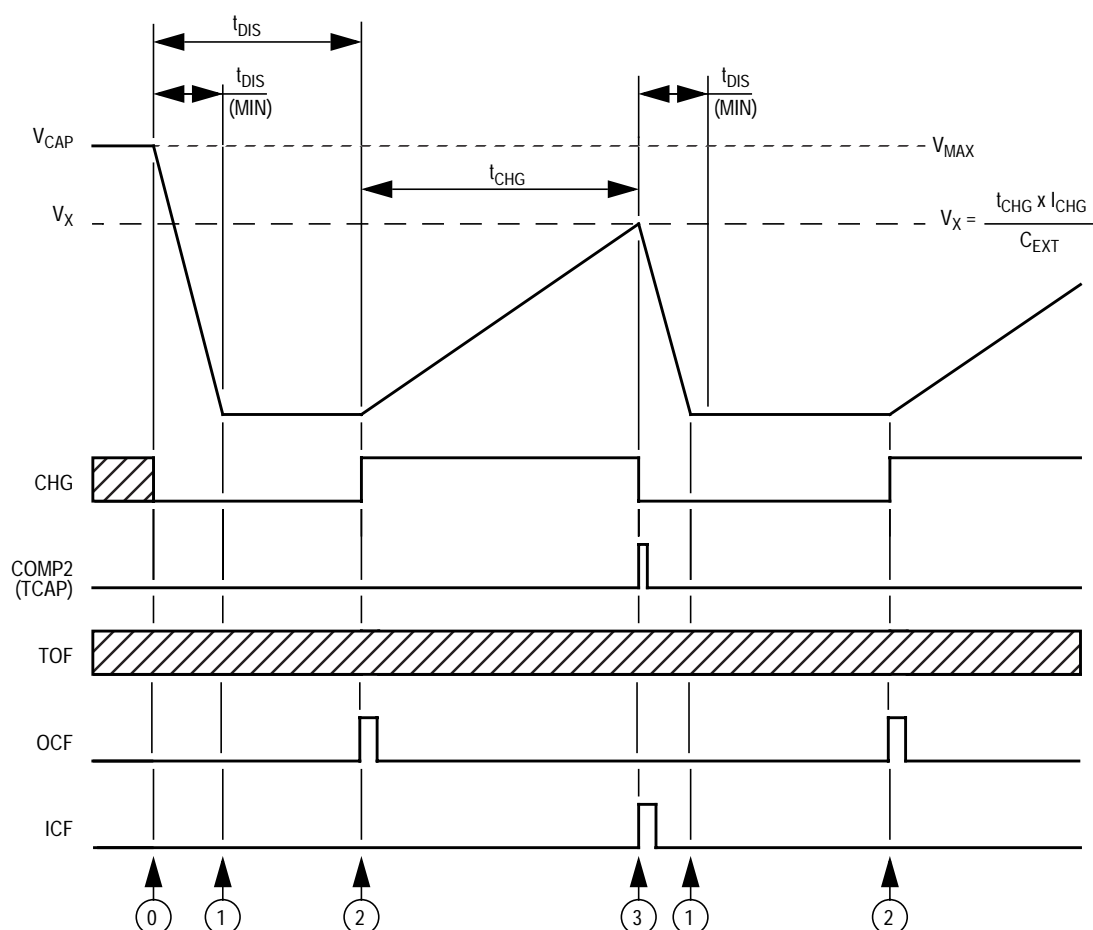 tDIS
tDIS
(MIN)
tDIS
(MIN)
VCAP
VMAX
tCHG
VX
VX = tCHG x ICHG
CEXT
CHG
COMP2
(TCAP)
TOF
OCF
ICF
0 1 2 3 1 2